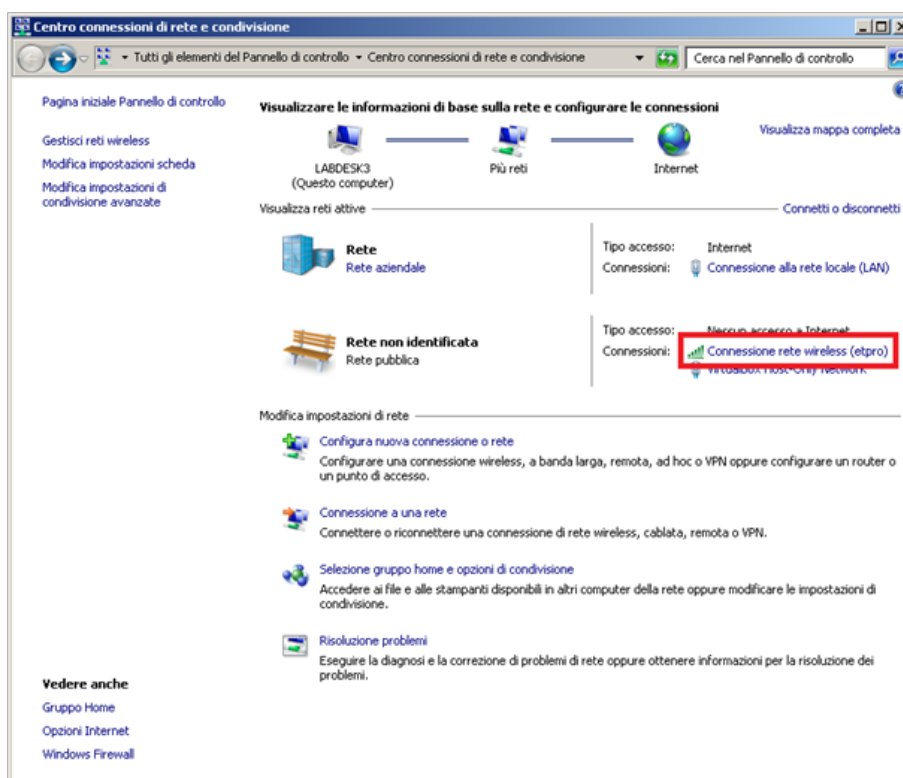 Centro connessioni di rete e condivisione
Tutti gli elementi del Pannello di controllo
Centro connessioni di rete e condivisione
Cerca nel Pannello di controllo
Pagina iniziale Pannello di controllo
Gestisci reti wireless
Modifica impostazioni scheda
Modifica impostazioni di
condivisione avanzate
Visualizzare le informazioni di base sulla rete e configurare le connessioni
Visualizza mappa completa
LABDESK3
(Questo computer)
Più reti
Internet
Visualizza reti attive
Connetti o disconnetti
Rete
Rete aziendale
Tipo accesso: Internet
Connessioni: Connessione alla rete locale (LAN)
Rete non identificata
Rete pubblica
Tipo accesso: Nessun accesso a Internet
Connessioni: Connessione rete wireless (etpro)
VirtualBox Host-Only Network
Modifica impostazioni di rete
Configura nuova connessione o rete
Configurare una connessione wireless, a banda larga, remota, ad hoc o VPN oppure configurare un router o
un punto di accesso.
Connessione a una rete
Connettere o riconnettere una connessione di rete wireless, cablata, remota o VPN.
Selezione gruppo home e opzioni di condivisione
Accedere ai file e alle stampanti disponibili in altri computer della rete oppure modificare le impostazioni di
condivisione.
Risoluzione problemi
Eseguire la diagnosi e la correzione di problemi di rete oppure ottenere informazioni per la risoluzione dei
problemi.
Vedere anche
Gruppo Home
Opzioni Internet
Windows Firewall